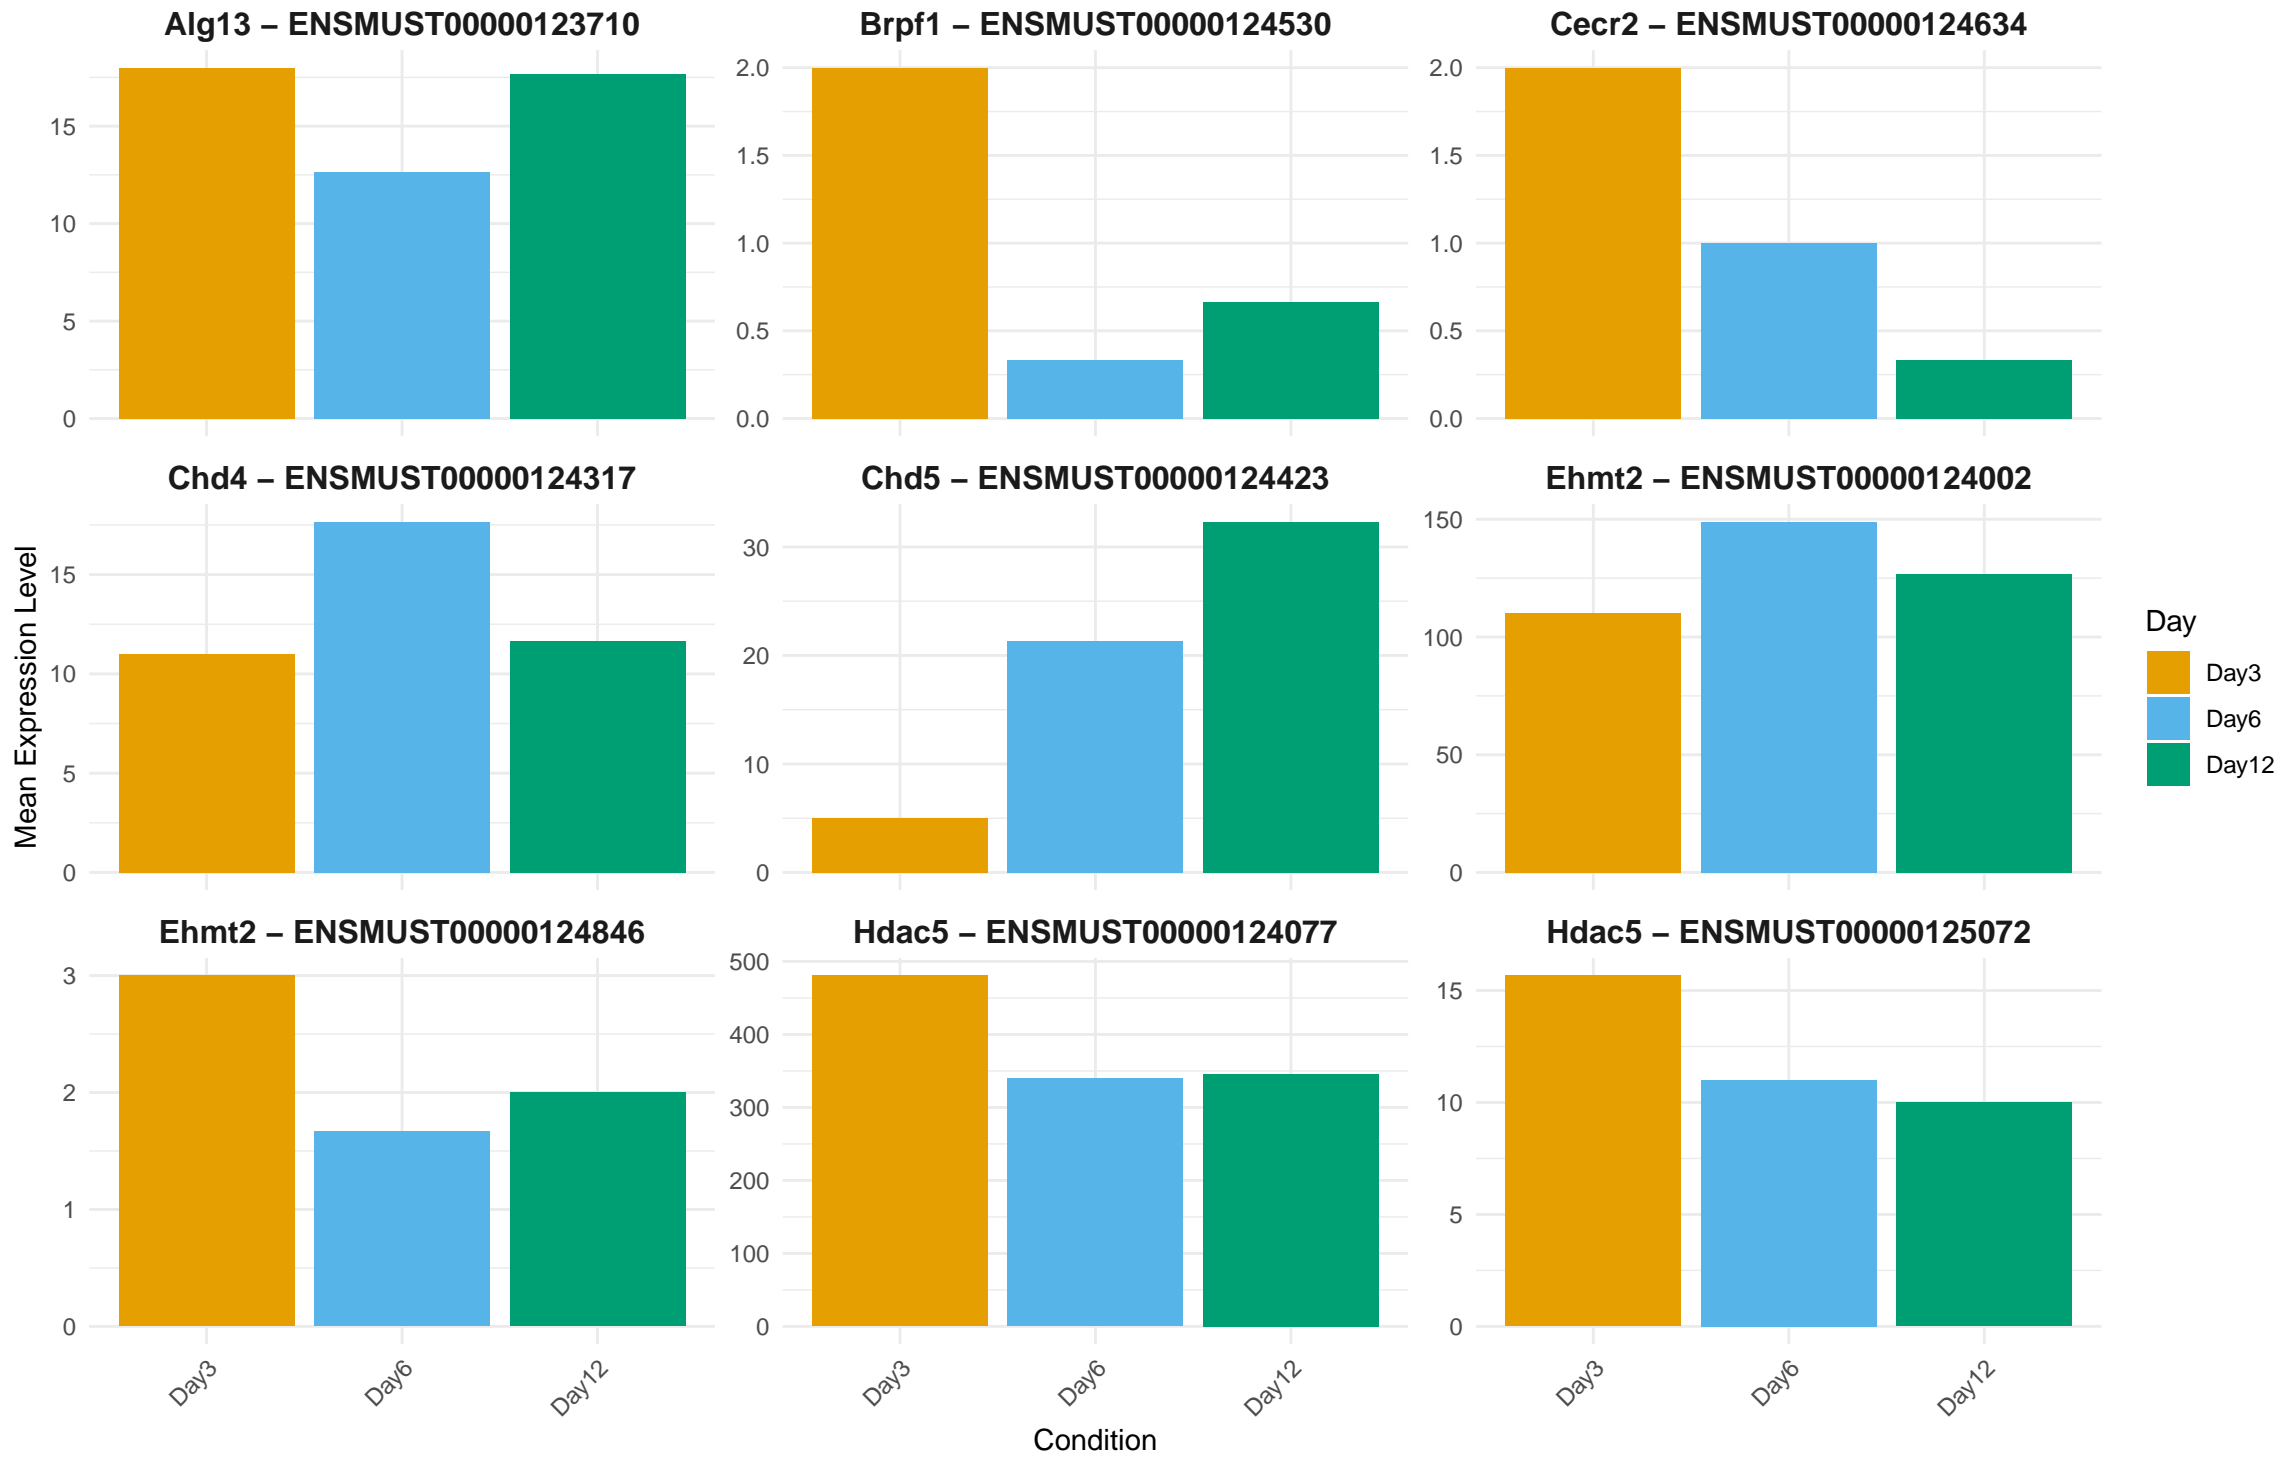 Alg13 – ENSMUST00000123710
Brpf1 – ENSMUST00000124530
Cecr2 – ENSMUST00000124634
15
10
5
0
2.0
1.5
1.0
0.5
0.0
2.0
1.5
1.0
0.5
0.0
Chd4 – ENSMUST00000124317
Chd5 – ENSMUST00000124423
Ehmt2 – ENSMUST00000124002
Mean Expression Level
15
10
5
0
30
20
10
0
150
100
50
0
Ehmt2 – ENSMUST00000124846
Hdac5 – ENSMUST00000124077
Hdac5 – ENSMUST00000125072
3
2
1
0
500
400
300
200
100
0
15
10
5
0
Day3
Day6
Day12
Day3
Day6
Day12
Day3
Day6
Day12
Condition
Day
Day3
Day6
Day12